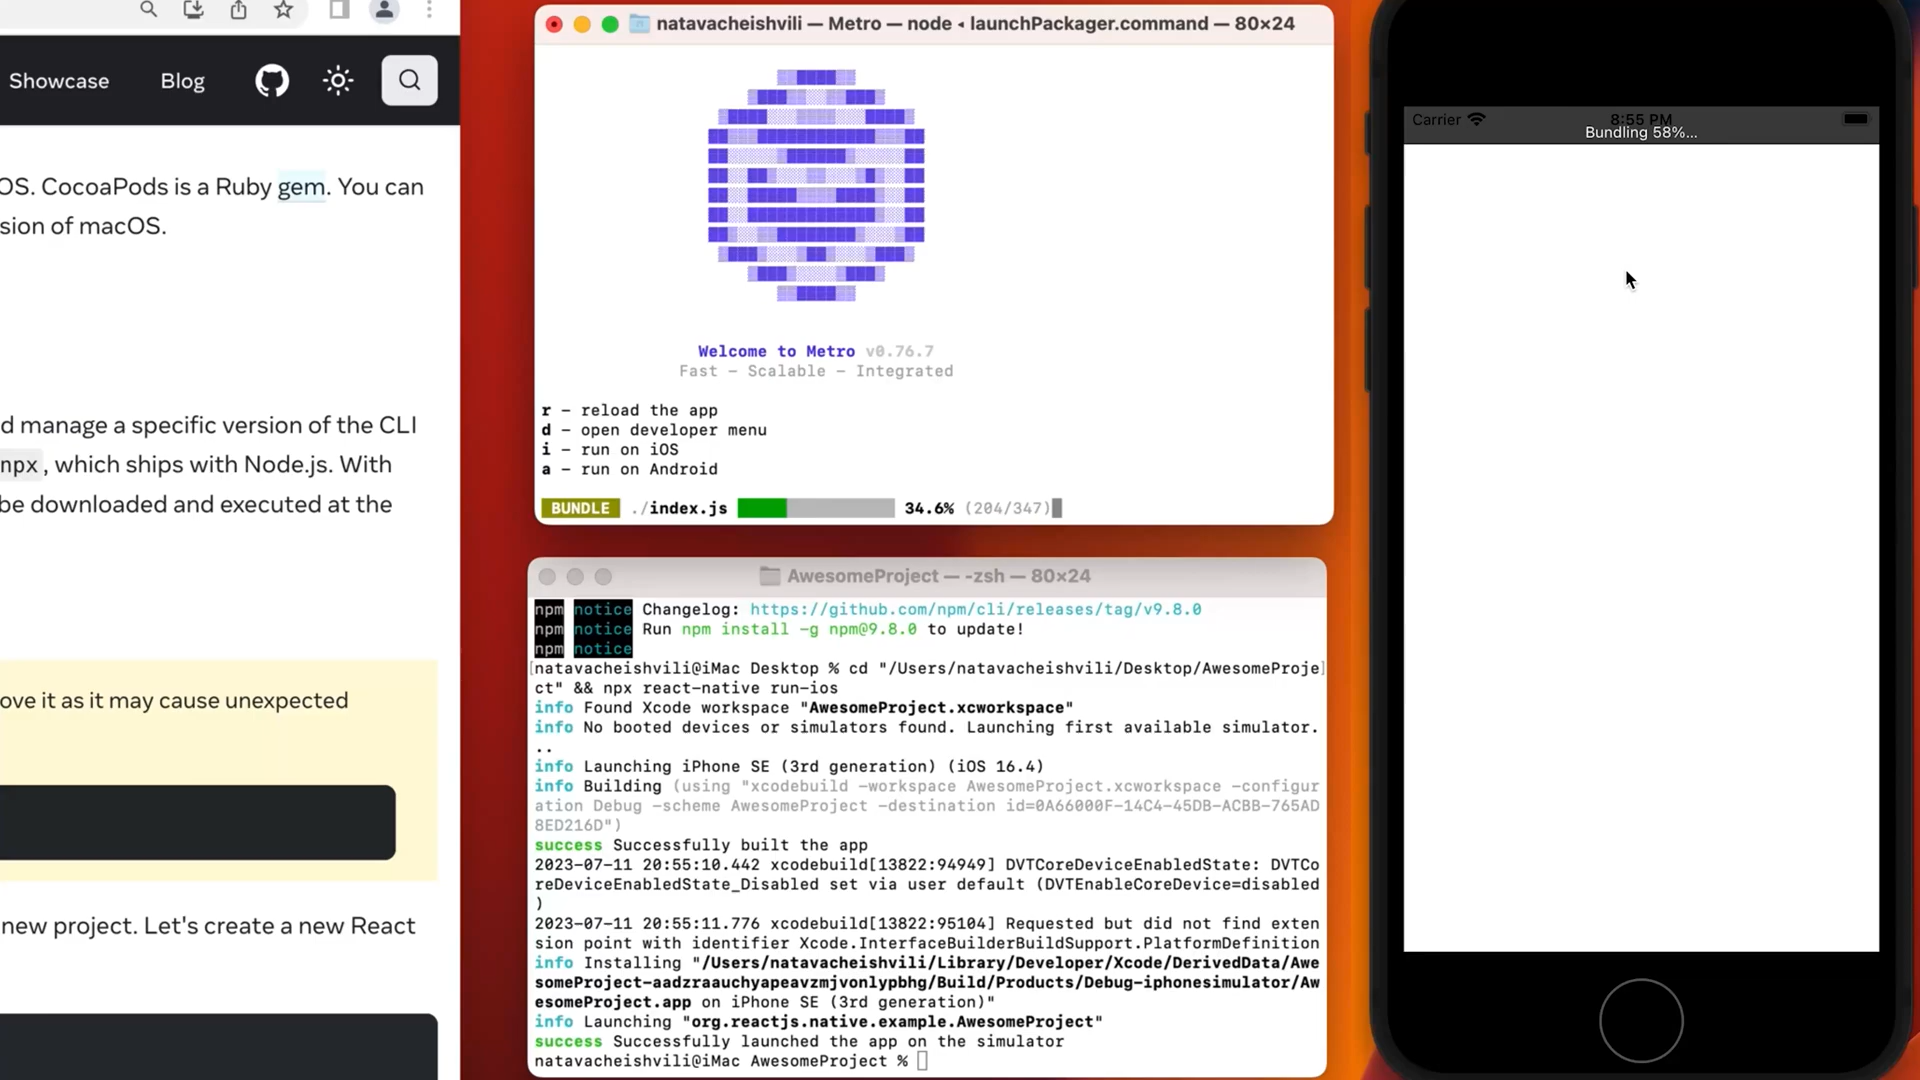 Showcase Blog
OS. CocoaPods is a Ruby gem. You can
sion of macOS.
d manage a specific version of the CLI
npx, which ships with Node.js. With
be downloaded and executed at the
ove it as it may cause unexpected
new project. Let's create a new React
natavacheishvili — Metro — node ◂ launchPackager.command — 80×24
Welcome to Metro v0.76.7
Fast - Scalable - Integrated
r - reload the app
d - open developer menu
i - run on iOS
a - run on Android
BUNDLE ./index.js 34.6% (204/347)
AwesomeProject — -zsh — 80×24
npm notice Changelog: https://github.com/npm/cli/releases/tag/v9.8.0
npm notice Run npm install -g npm@9.8.0 to update!
npm notice
[natavacheishvili@iMac Desktop % cd "/Users/natavacheishvili/Desktop/AwesomeProje]
ct" && npx react-native run-ios
info Found Xcode workspace "AwesomeProject.xcworkspace"
info No booted devices or simulators found. Launching first available simulator.
..
info Launching iPhone SE (3rd generation) (iOS 16.4)
info Building (using "xcodebuild -workspace AwesomeProject.xcworkspace -configur
ation Debug -scheme AwesomeProject -destination id=0A66000F-14C4-45DB-ACBB-765AD
8ED216D")
success Successfully built the app
2023-07-11 20:55:10.442 xcodebuild[13822:94949] DVTCoreDeviceEnabledState: DVTCo
reDeviceEnabledState_Disabled set via user default (DVTEnableCoreDevice=disabled
)
2023-07-11 20:55:11.776 xcodebuild[13822:95104] Requested but did not find exten
sion point with identifier Xcode.InterfaceBuilderBuildSupport.PlatformDefinition
info Installing "/Users/natavacheishvili/Library/Developer/Xcode/DerivedData/Awe
someProject-aadzraauchyapeavzmjvonlypbhg/Build/Products/Debug-iphonesimulator/Aw
esomeProject.app on iPhone SE (3rd generation)"
info Launching "org.reactjs.native.example.AwesomeProject"
success Successfully launched the app on the simulator
natavacheishvili@iMac AwesomeProject %
Carrier 8:55 PM
Bundling 58%...